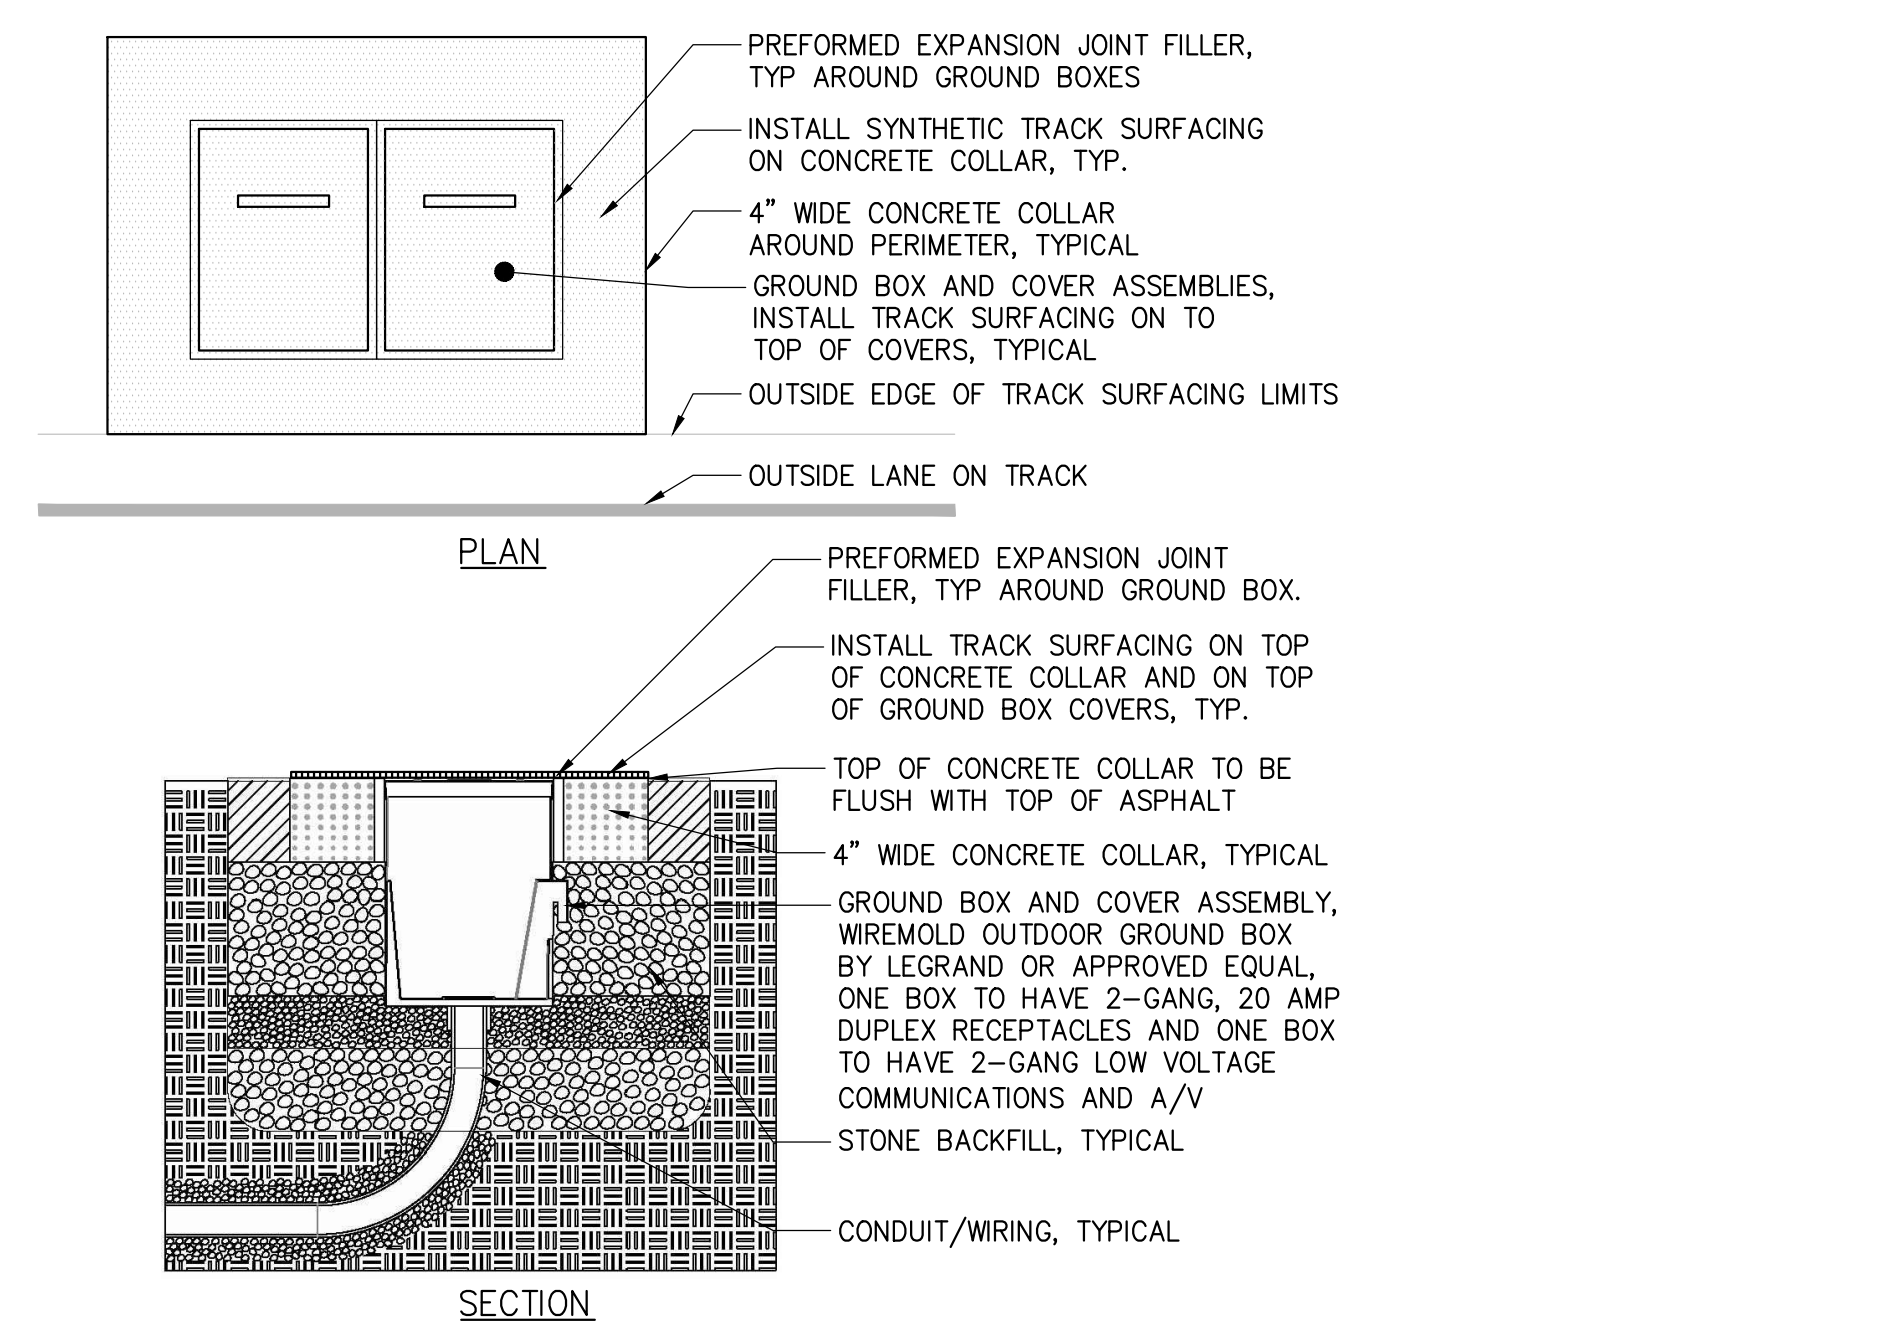 PREFORMED EXPANSION JOINT FILLER,
TYP AROUND GROUND BOXES
INSTALL SYNTHETIC TRACK SURFACING
ON CONCRETE COLLAR, TYP.
4” WIDE CONCRETE COLLAR
AROUND PERIMETER, TYPICAL
GROUND BOX AND COVER ASSEMBLIES,
INSTALL TRACK SURFACING ON TO
TOP OF COVERS, TYPICAL
OUTSIDE EDGE OF TRACK SURFACING LIMITS
OUTSIDE LANE ON TRACK
PLAN
PREFORMED EXPANSION JOINT
FILLER, TYP AROUND GROUND BOX.
INSTALL TRACK SURFACING ON TOP
OF CONCRETE COLLAR AND ON TOP
OF GROUND BOX COVERS, TYP.
TOP OF CONCRETE COLLAR TO BE
FLUSH WITH TOP OF ASPHALT
4” WIDE CONCRETE COLLAR, TYPICAL
GROUND BOX AND COVER ASSEMBLY,
WIREMOLD OUTDOOR GROUND BOX
BY LEGRAND OR APPROVED EQUAL,
ONE BOX TO HAVE 2-GANG, 20 AMP
DUPLEX RECEPTACLES AND ONE BOX
TO HAVE 2-GANG LOW VOLTAGE
COMMUNICATIONS AND A/V
STONE BACKFILL, TYPICAL
CONDUIT/WIRING, TYPICAL
SECTION